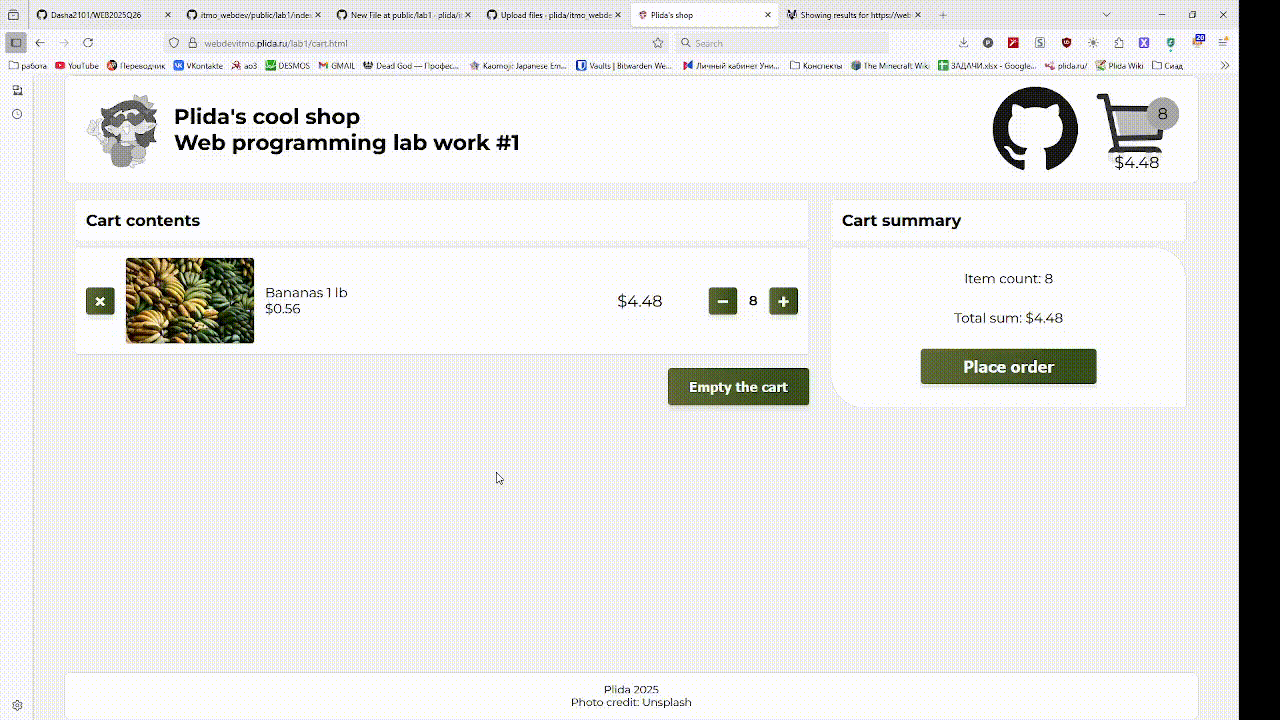 Dasha2101/WEB2025Q26
itmo_webdev/public/lab1/index
New File at public/lab1 - plida/i
Upload files - plida/itmo_webde
Plida's shop
Showing results for https://web
webdevitmo.plida.ru/lab1/cart.html
Search
20
работа
YouTube
Переводчик
VKontakte
ao3
DESMOS
GMAIL
Dead God — Профес...
Kaomoji: Japanese Em...
Vaults | Bitwarden We...
Личный кабинет Уни...
Конспекты
The Minecraft Wiki
ЗАДАЧИ.xlsx - Google...
plida.ru/
Plida Wiki
Сиад
Plida's cool shop
Web programming lab work #1
8
$4.48
Cart contents
Cart summary
Bananas 1 lb
$0.56
$4.48
8
Item count: 8
Total sum: $4.48
Place order
Empty the cart
Plida 2025
Photo credit: Unsplash